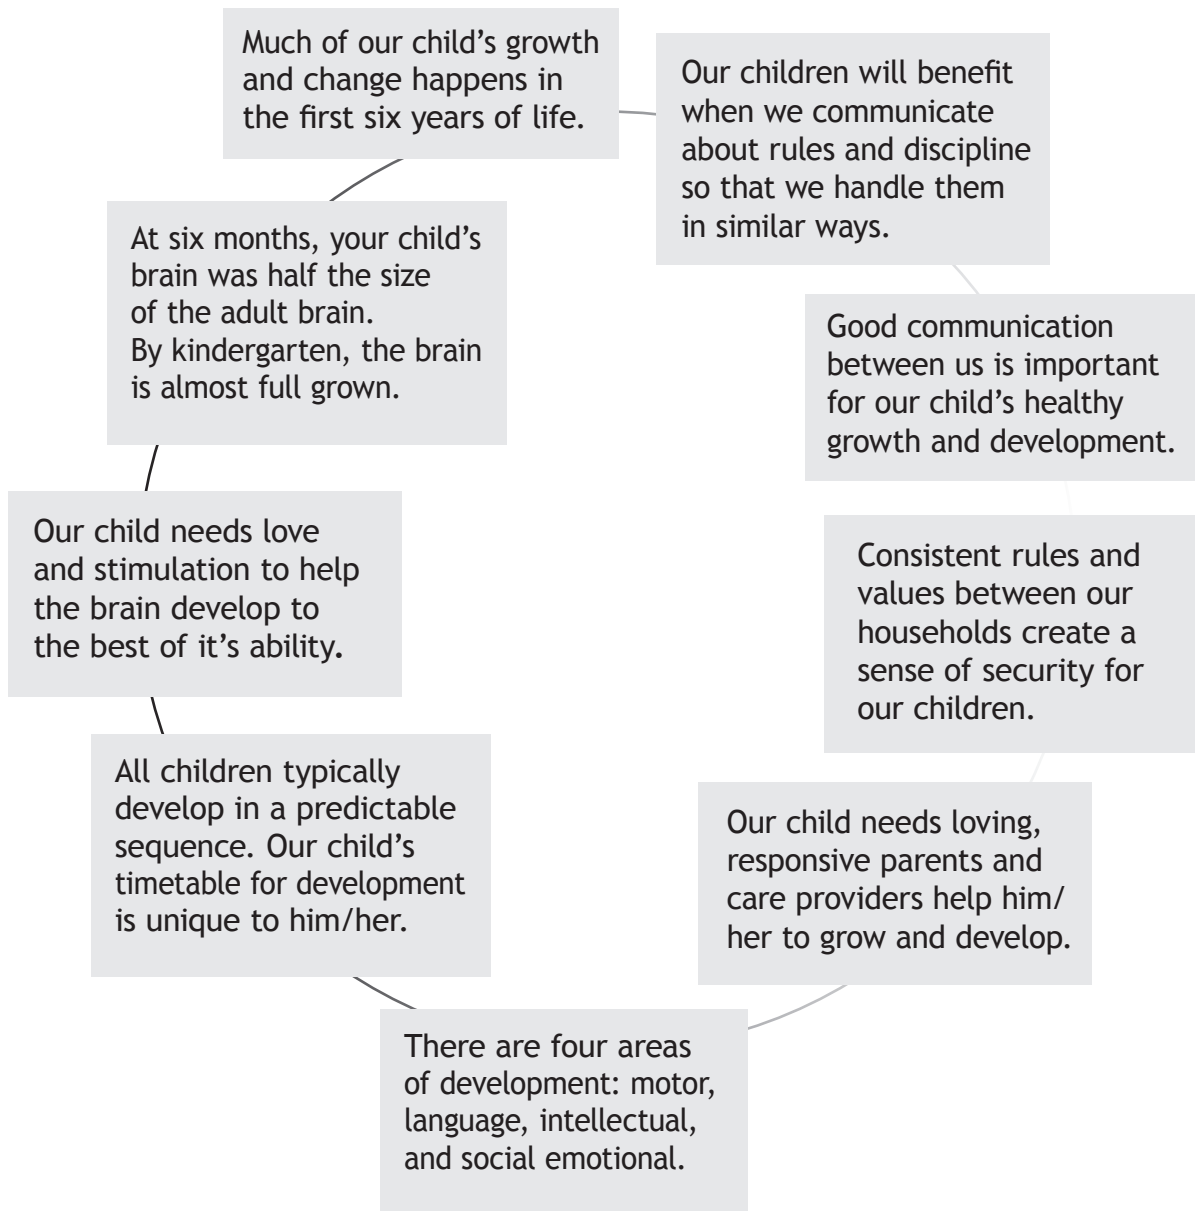 Much of our child’s growth
and change happens in
the first six years of life.
Our children will benefit
when we communicate
about rules and discipline
so that we handle them
in similar ways.
Good communication
between us is important
for our child’s healthy
growth and development.
Consistent rules and
values between our
households create a
sense of security for
our children.
Our child needs loving,
responsive parents and
care providers help him/
her to grow and develop.
There are four areas
of development: motor,
language, intellectual,
and social emotional.
All children typically
develop in a predictable
sequence. Our child’s
timetable for development
is unique to him/her.
Our child needs love
and stimulation to help
the brain develop to
the best of it’s ability.
At six months, your child’s
brain was half the size
of the adult brain.
By kindergarten, the brain
is almost full grown.